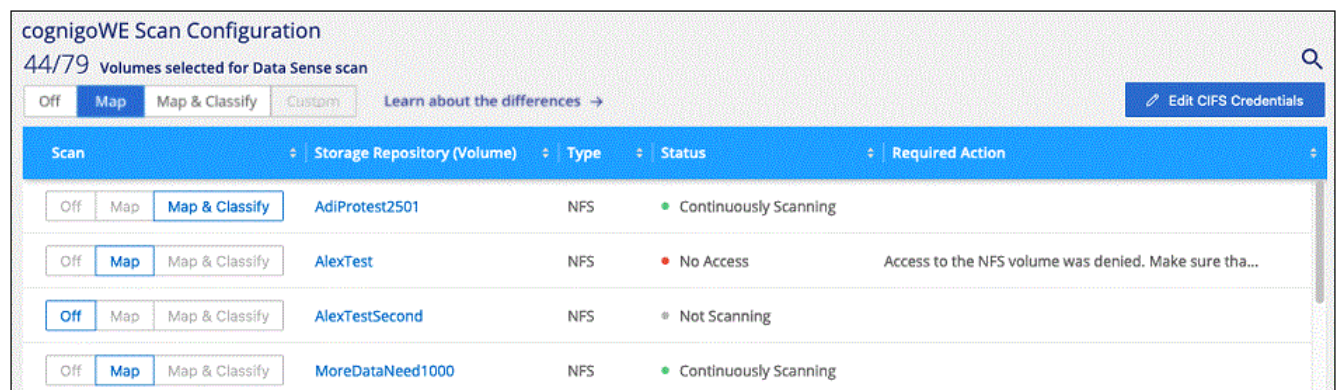 cognigoWE Scan Configuration
44/79 Volumes selected for Data Sense scan
Off Map Map & Classify Custom Learn about the differences → Edit CIFS Credentials
Scan Storage Repository (Volume) Type Status Required Action
Off Map Map & Classify AdiProtest2501 NFS Continuously Scanning
Off Map Map & Classify AlexTest NFS No Access Access to the NFS volume was denied. Make sure tha...
Off Map Map & Classify AlexTestSecond NFS Not Scanning
Off Map Map & Classify MoreDataNeed1000 NFS Continuously Scanning